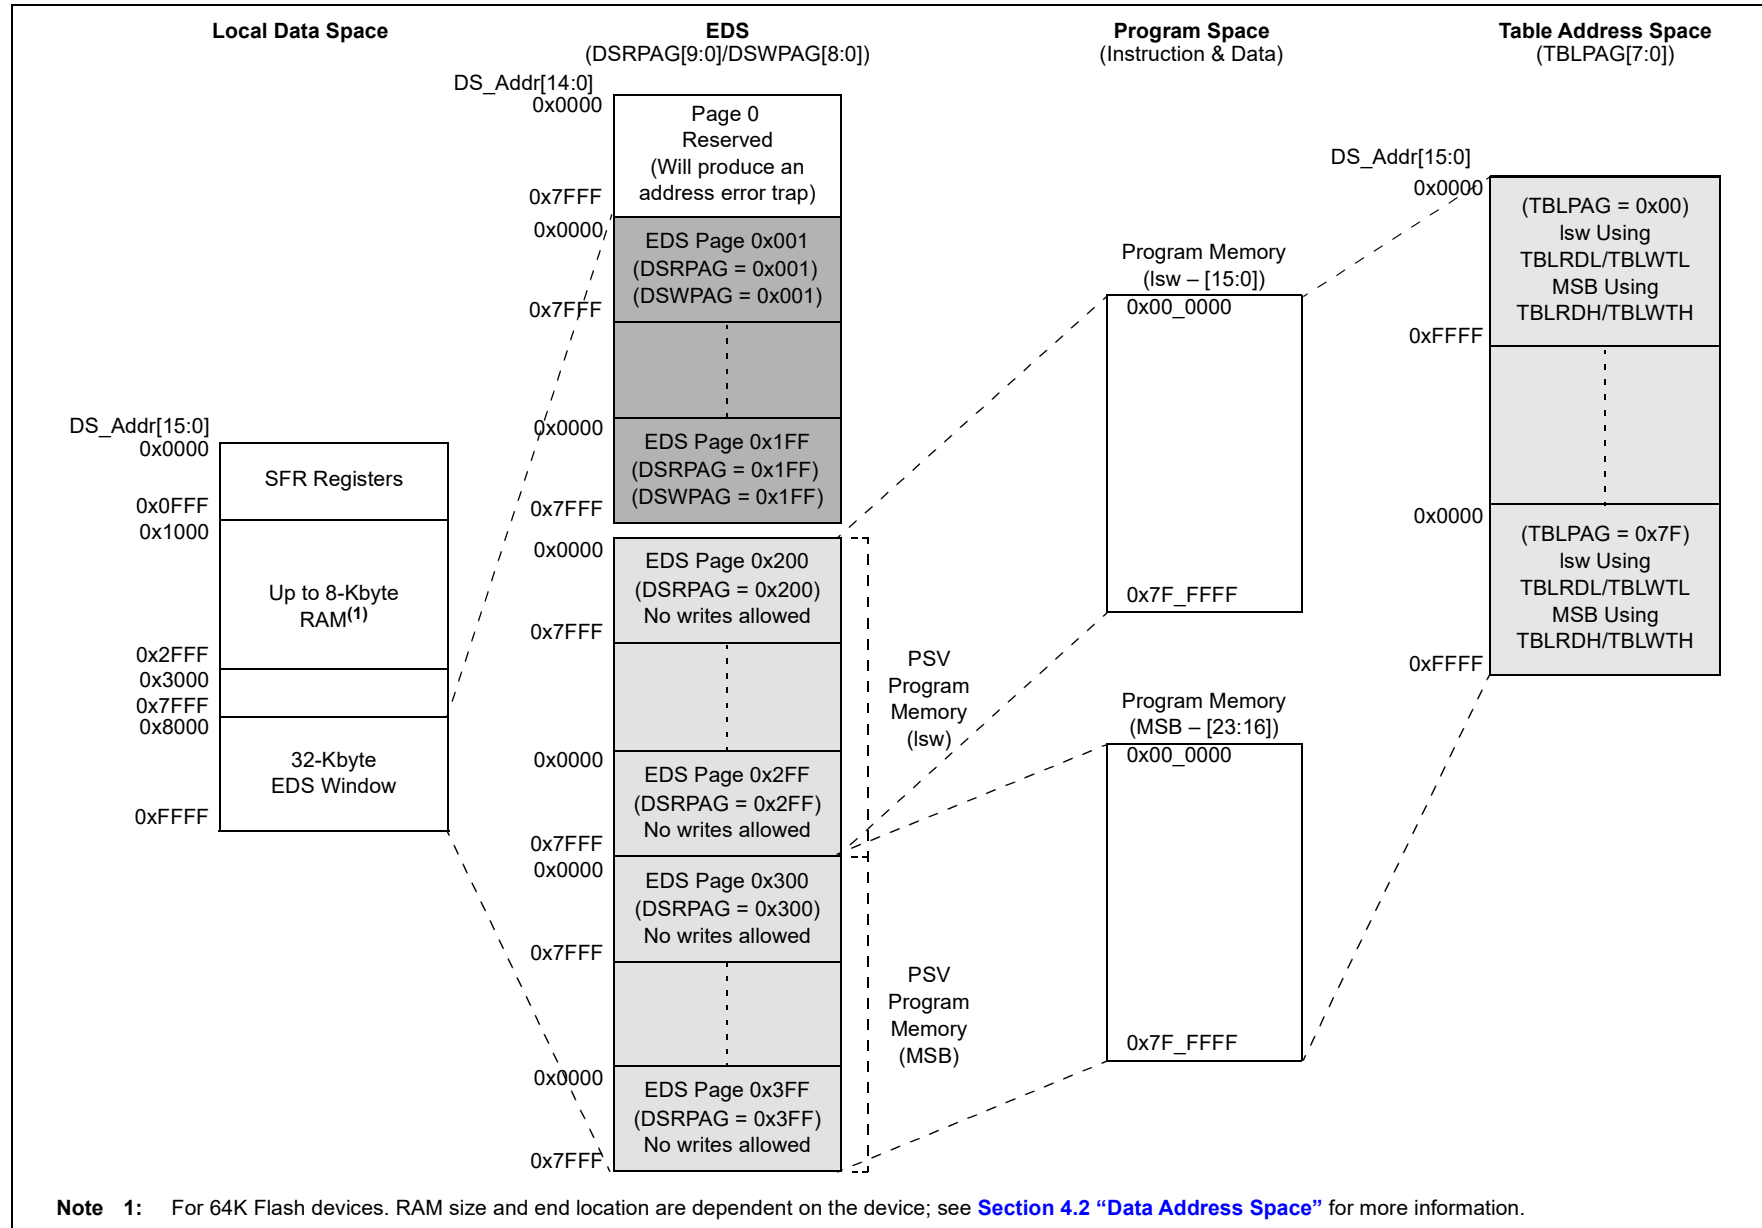 Local Data Space
EDS
(DSRPAG[9:0]/DSWPAG[8:0])
Program Space
(Instruction & Data)
Table Address Space
(TBLPAG[7:0])
DS_Addr[15:0]
0x0000
SFR Registers
0x0FFF
0x1000
Up to 8-Kbyte
RAM(1)
0x2FFF
0x3000
0x7FFF
0x8000
32-Kbyte
EDS Window
0xFFFF
DS_Addr[14:0]
0x0000
Page 0
Reserved
(Will produce an
address error trap)
0x7FFF
0x0000
EDS Page 0x001
(DSRPAG = 0x001)
(DSWPAG = 0x001)
0x7FFF
0x0000
EDS Page 0x1FF
(DSRPAG = 0x1FF)
(DSWPAG = 0x1FF)
0x7FFF
0x0000
EDS Page 0x200
(DSRPAG = 0x200)
No writes allowed
0x7FFF
0x0000
EDS Page 0x2FF
(DSRPAG = 0x2FF)
No writes allowed
0x7FFF
0x0000
EDS Page 0x300
(DSRPAG = 0x300)
No writes allowed
0x7FFF
0x0000
EDS Page 0x3FF
(DSRPAG = 0x3FF)
No writes allowed
0x7FFF
PSV
Program
Memory
(lsw)
PSV
Program
Memory
(MSB)
Program Memory
(lsw – [15:0])
0x00_0000
0x7F_FFFF
Program Memory
(MSB – [23:16])
0x00_0000
0x7F_FFFF
DS_Addr[15:0]
0x0000
(TBLPAG = 0x00)
lsw Using
TBLRDL/TBLWTL
MSB Using
TBLRDH/TBLWTH
0xFFFF
0x0000
(TBLPAG = 0x7F)
lsw Using
TBLRDL/TBLWTL
MSB Using
TBLRDH/TBLWTH
0xFFFF
Note 1: For 64K Flash devices. RAM size and end location are dependent on the device; see Section 4.2 “Data Address Space” for more information.